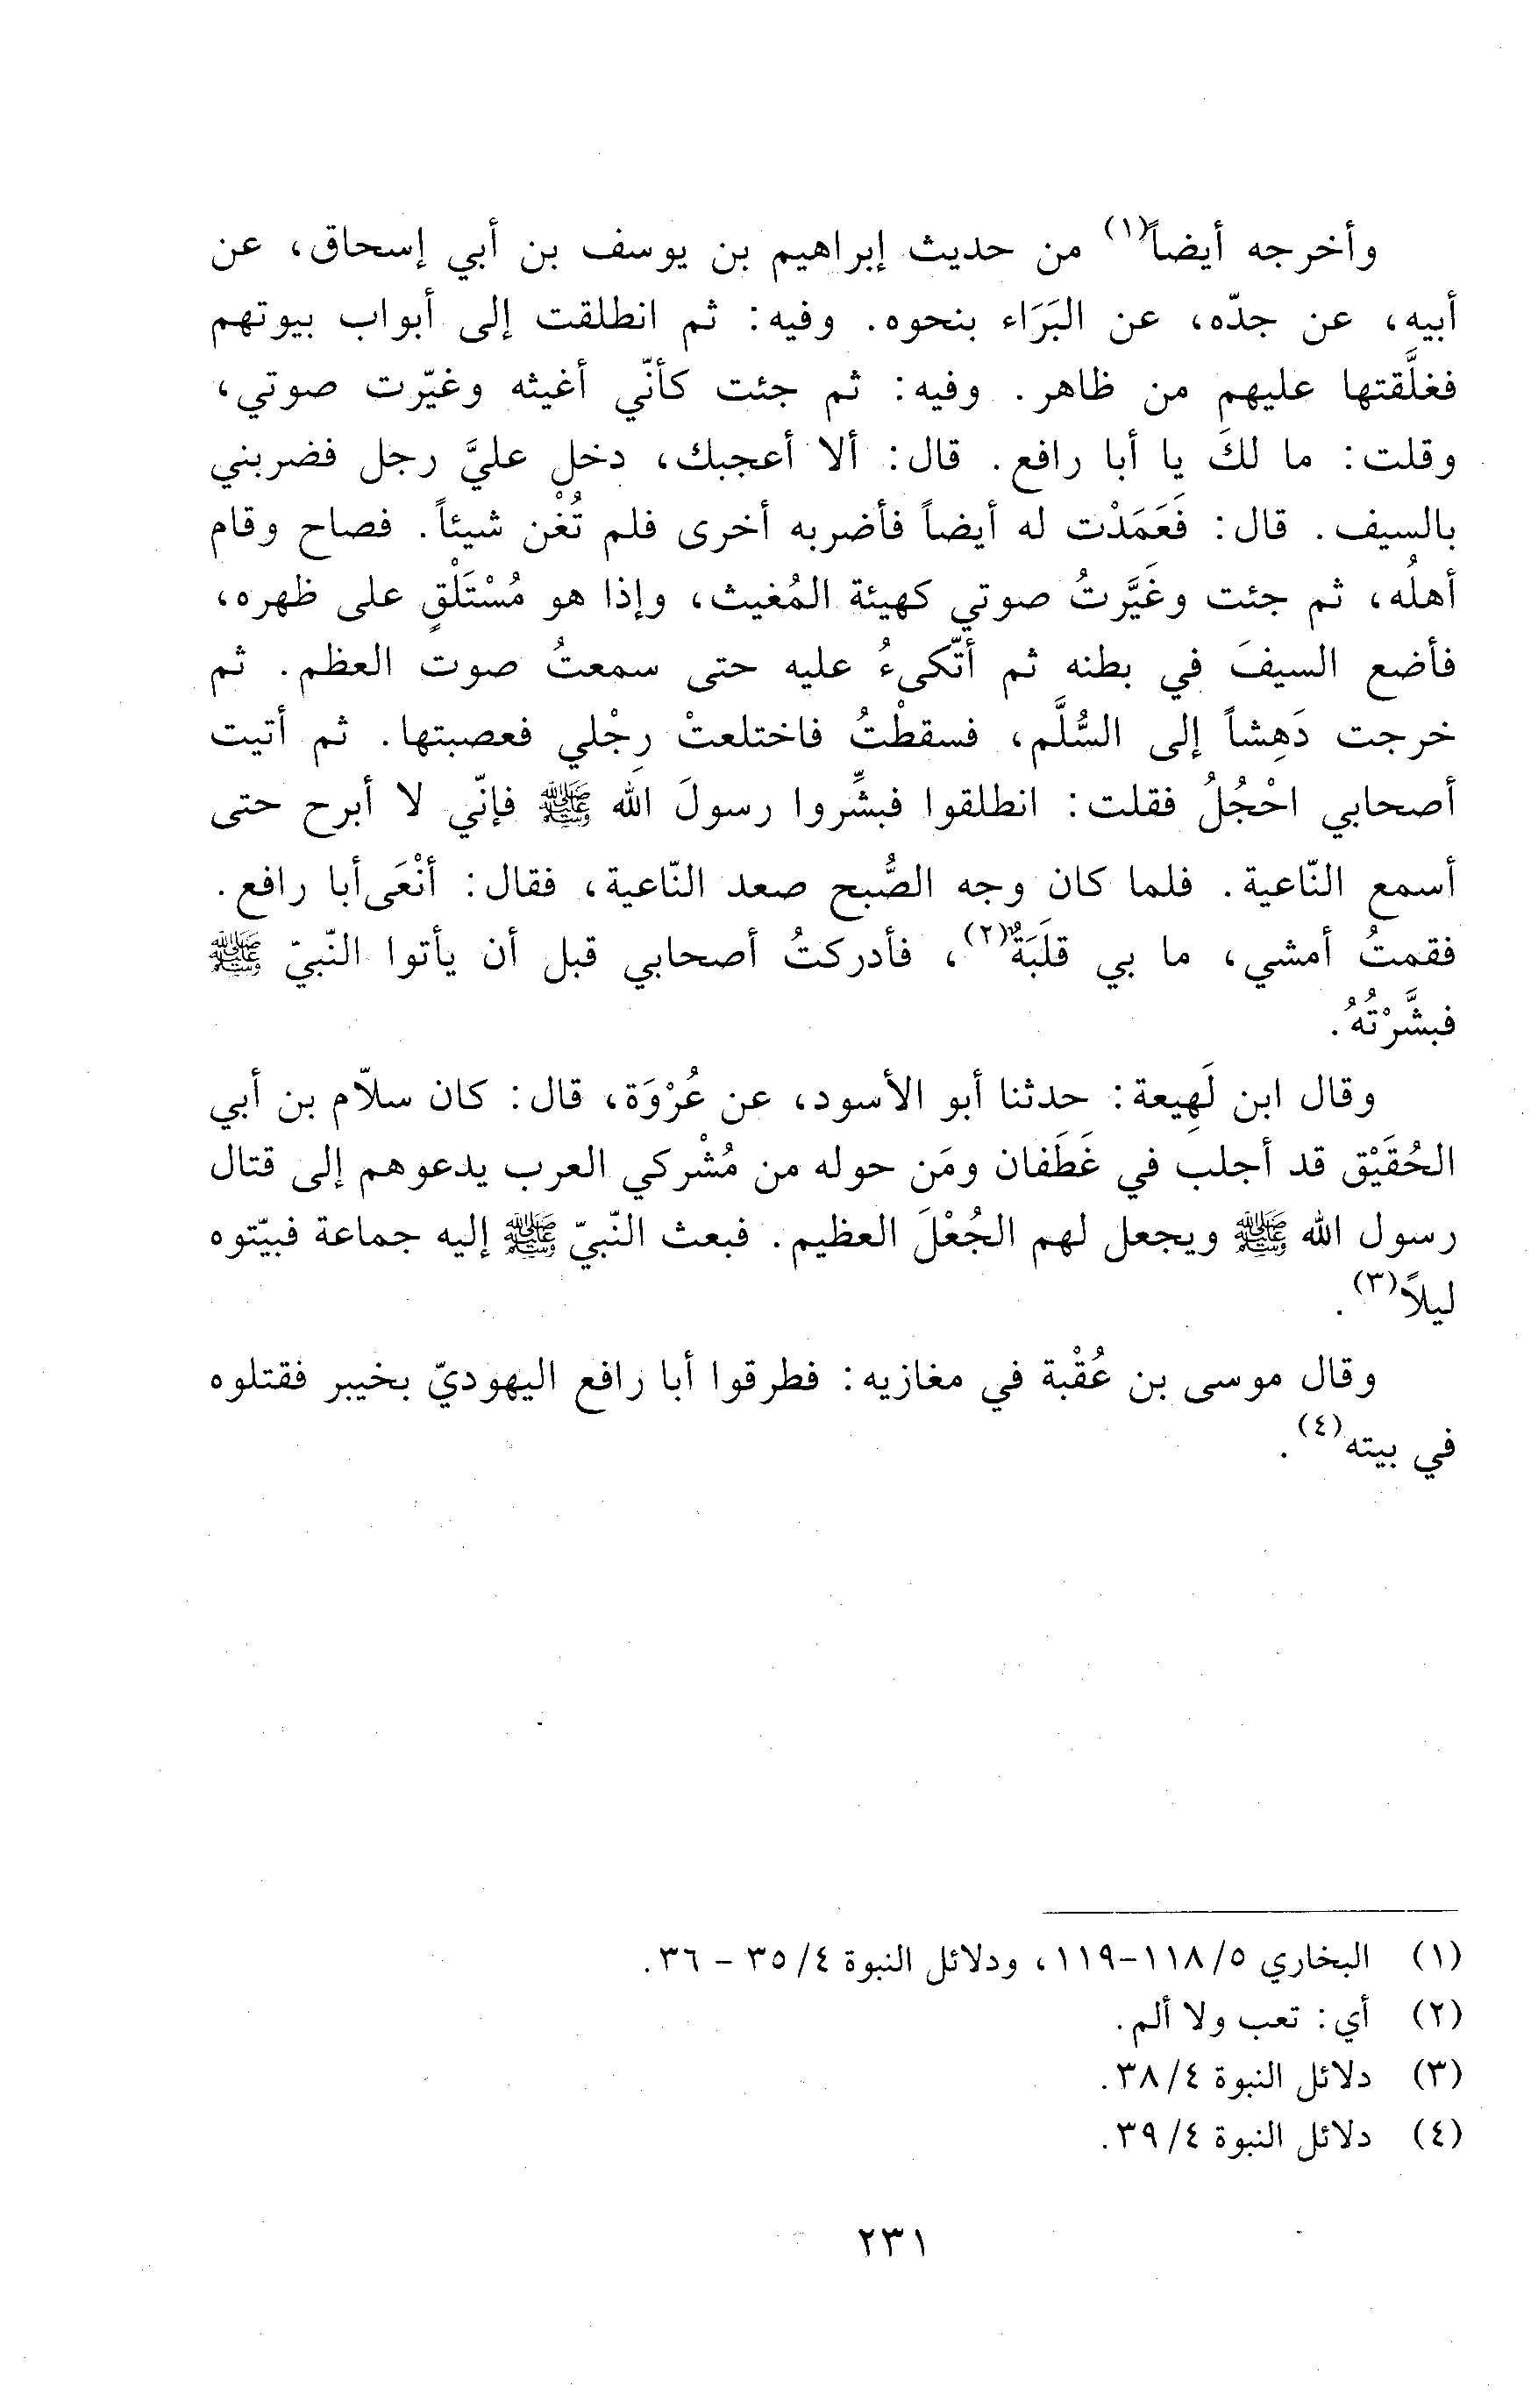 وأخرجه أيضاً(١) من حديث إبراهيم بن يوسف بن أبي إسحاق، عن
أبيه، عن جدّه، عن البَرَاء بنحوه. وفيه: ثم انطلقت إلى أبواب بيوتهم
فغلَّقتها عليهم من ظاهر. وفيه: ثم جئت كأنّي أغيثه وغيّرت صوتي،
وقلت: ما لكَ يا أبا رافع. قال: ألا أعجبك، دخل عليَّ رجل فضربني
بالسيف. قال: فَعَمَدْت له أيضاً فأضربه أخرى فلم تُغْن شيئاً. فصاح وقام
أهلُه، ثم جئت وغَيَّرتُ صوتي كهيئة المُغيث، وإذا هو مُسْتَلْقٍ على ظهره،
فأضع السيفَ في بطنه ثم أتّكىءُ عليه حتى سمعتُ صوت العظم. ثم
خرجت دَهِشاً إلى السُّلَّم، فسقطْتُ فاختلعتْ رِجْلي فعصبتها. ثم أتيت
أصحابي احْجُلُ فقلت: انطلقوا فبشِّروا رسولَ الله ﷺ فإنّي لا أبرح حتى
أسمع النّاعية. فلما كان وجه الصُّبح صعد النّاعية، فقال: أنْعَى أبا رافع.
فقمتُ أمشي، ما بي قلَبَةٌ(٢)، فأدركتُ أصحابي قبل أن يأتوا النّبيّ ﷺ
فبشَّرْتُهُ.
وقال ابن لَهِيعة: حدثنا أبو الأسود، عن عُرْوَة، قال: كان سلاّم بن أبي
الحُقَيْق قد أجلب في غَطَفان ومَن حوله من مُشْركي العرب يدعوهم إلى قتال
رسول الله ﷺ ويجعل لهم الجُعْلَ العظيم. فبعث النّبيّ ﷺ إليه جماعة فبيّتوه
ليلاً(٣).
وقال موسى بن عُقْبة في مغازيه: فطرقوا أبا رافع اليهوديّ بخيبر فقتلوه
في بيته(٤).
(١) البخاري ١١٨/٥-١١٩، ودلائل النبوة ٣٥/٤ - ٣٦.
(٢) أي: تعب ولا ألم.
(٣) دلائل النبوة ٣٨/٤.
(٤) دلائل النبوة ٣٩/٤.
٢٣١